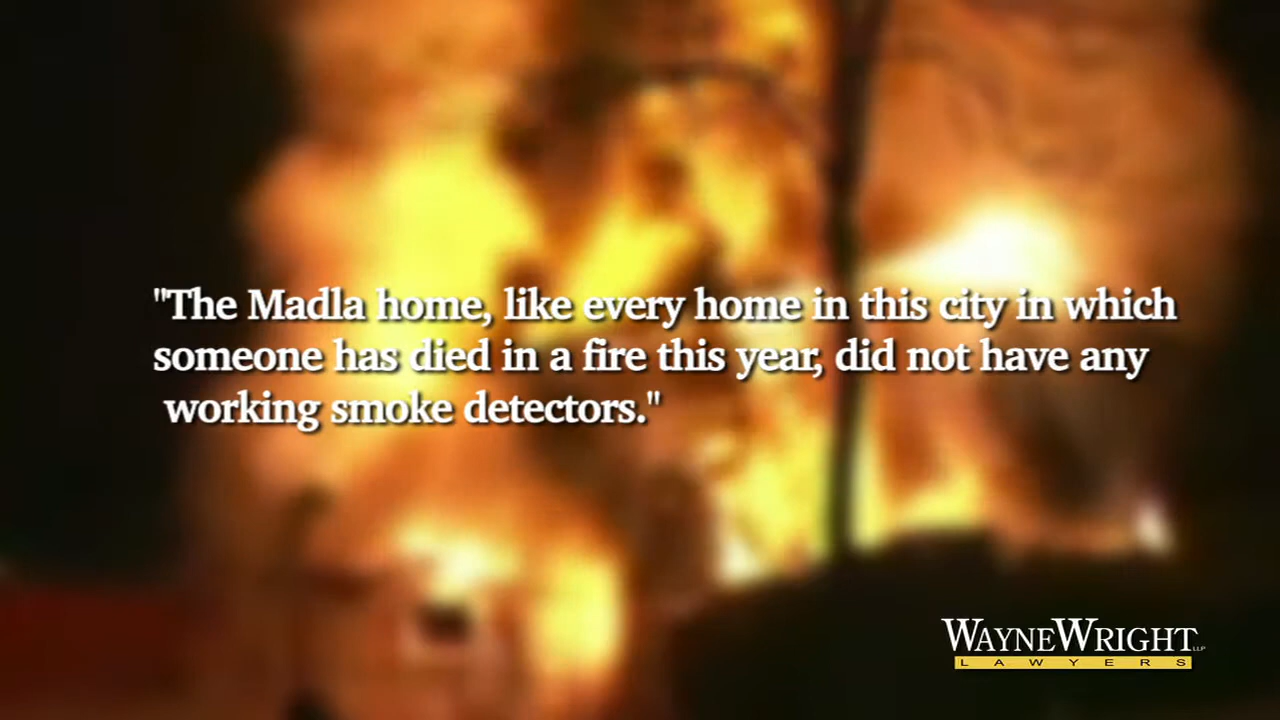 "The Madla home, like every home in this city in which
someone has died in a fire this year, did not have any
working smoke detectors."
WAYNEWRIGHT LLP
LAWYERS